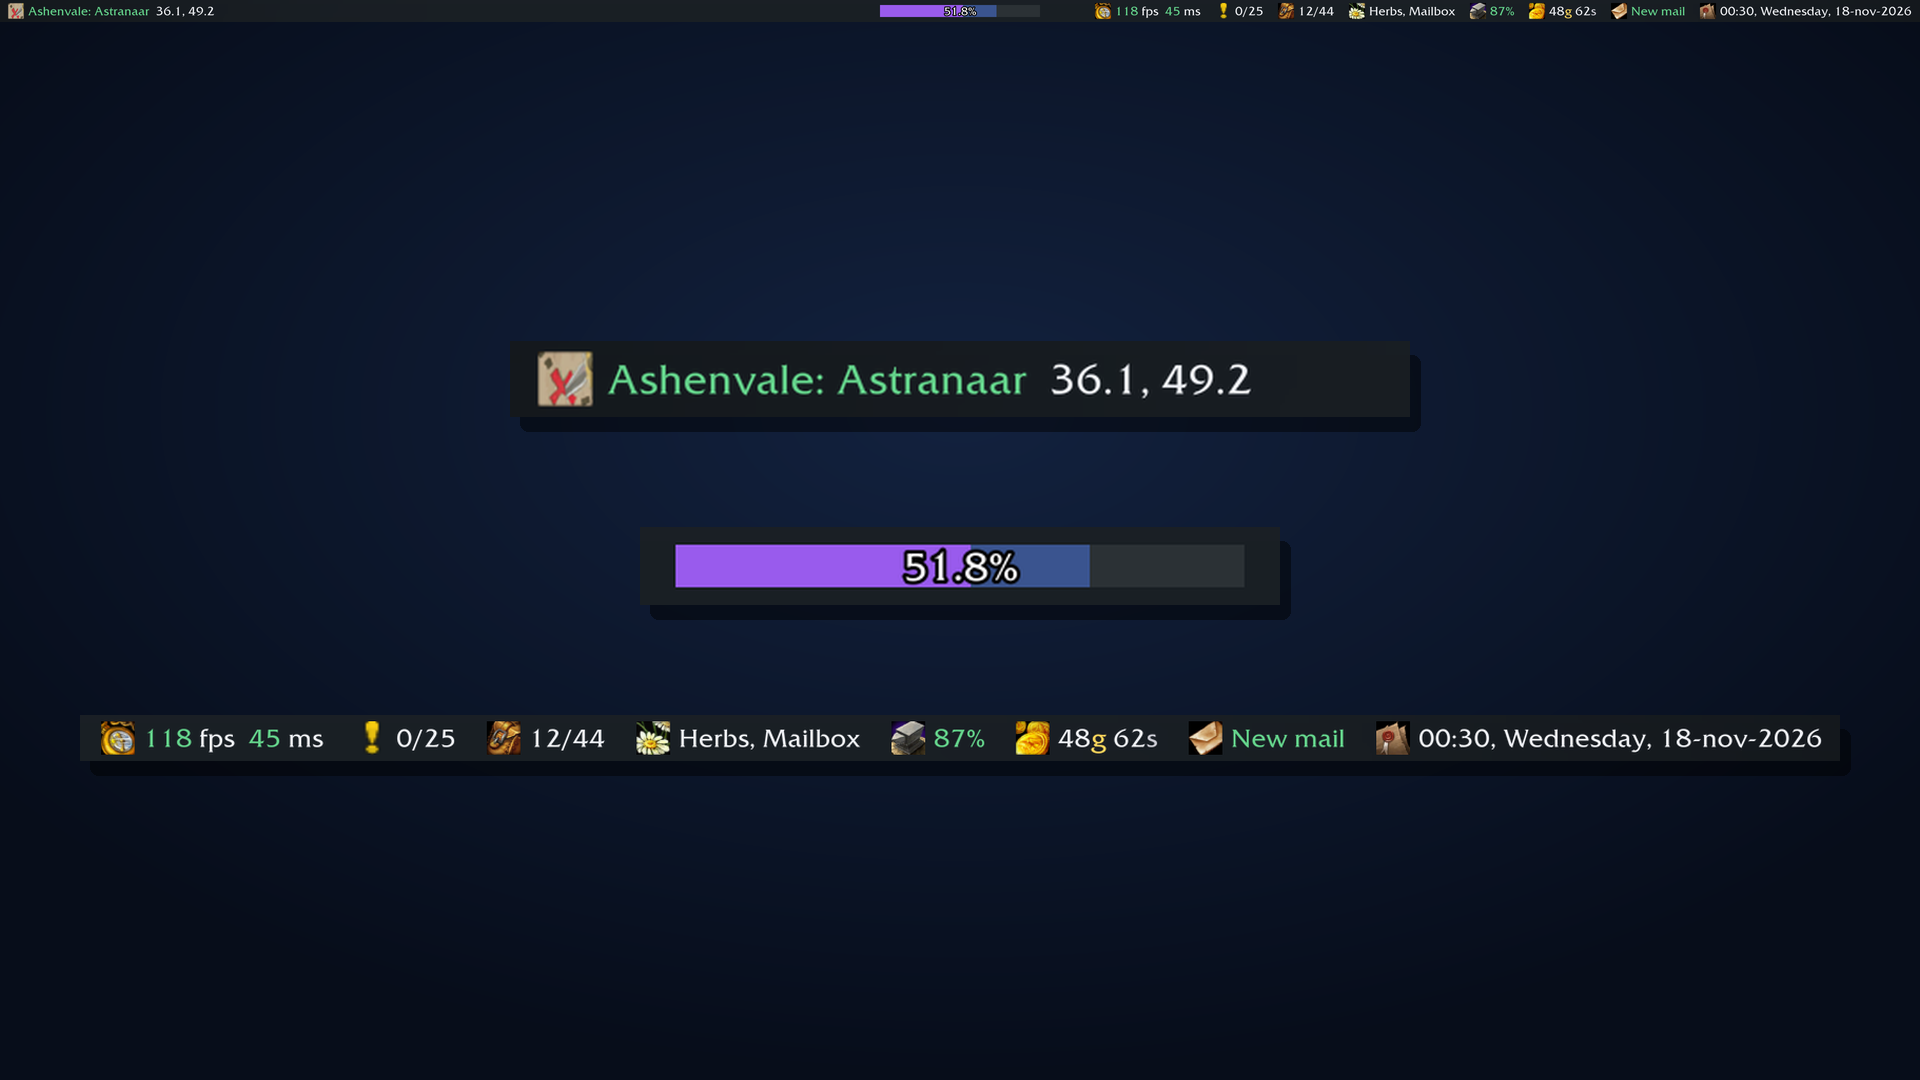 Ashenvale: Astranaar 36.1, 49.2 51.8% 118 fps 45 ms 0/25 12/44 Herbs, Mailbox 87% 48g 62s New mail 00:30, Wednesday, 18-nov-2026
Ashenvale: Astranaar 36.1, 49.2
51.8%
118 fps 45 ms 0/25 12/44 Herbs, Mailbox 87% 48g 62s New mail 00:30, Wednesday, 18-nov-2026